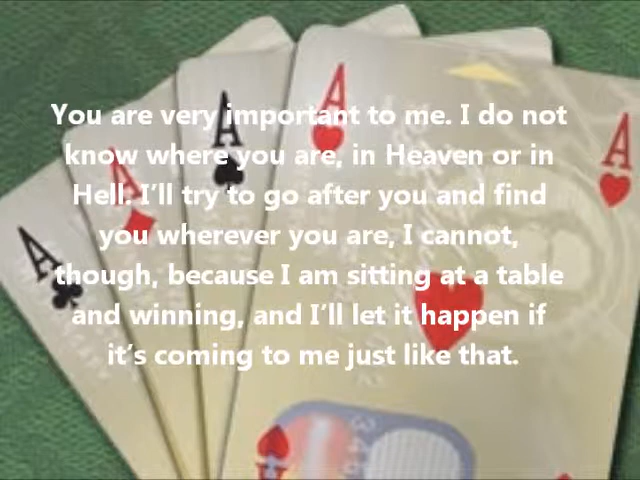 You are very important to me. I do not
know where you are, in Heaven or in
Hell. I'll try to go after you and find
you wherever you are, I cannot,
though, because I am sitting at a table
and winning, and I'll let it happen if
it's coming to me just like that.
A
A
A
A
A
A